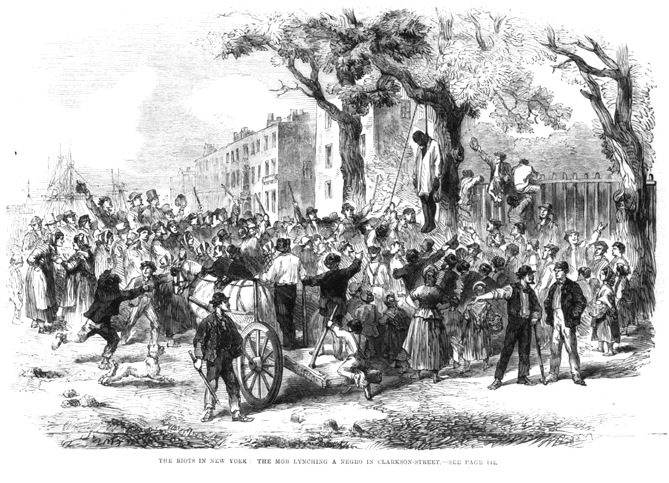 THE RIOTS IN NEW YORK : THE MOB LYNCHING A NEGRO IN CLARKSON-STREET.—SEE PAGE